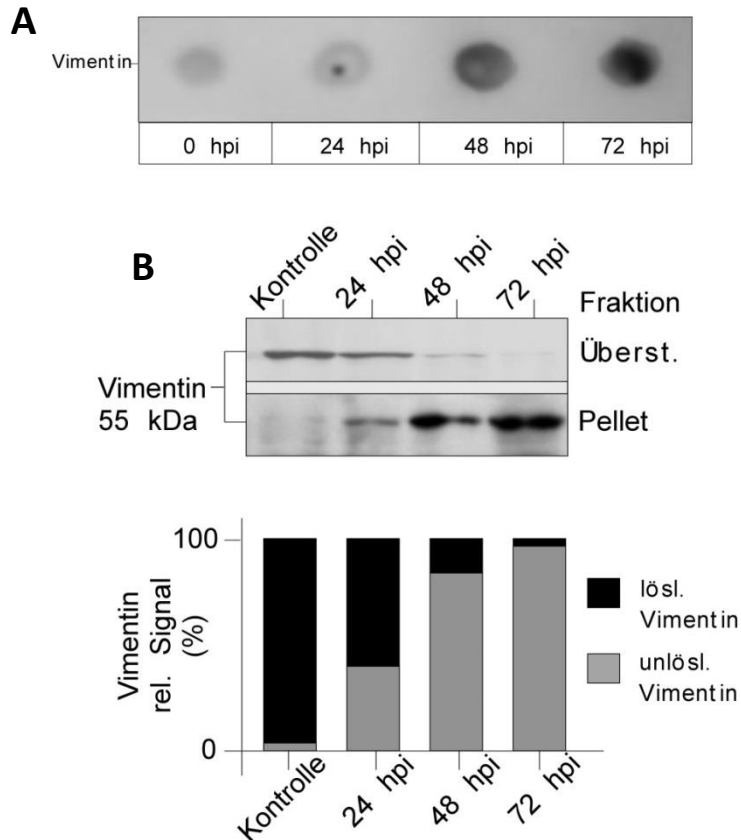 A
Vimentin
0 hpi
24 hpi
48 hpi
72 hpi
B
Kontrolle
24 hpi
48 hpi
72 hpi
Fraktion
Überst.
Vimentin
55 kDa
Pellet
100
0
Vimentin
rel. Signal
(%)
lösl.
Vimentin
unlösl.
Vimentin
Kontrolle
24 hpi
48 hpi
72 hpi